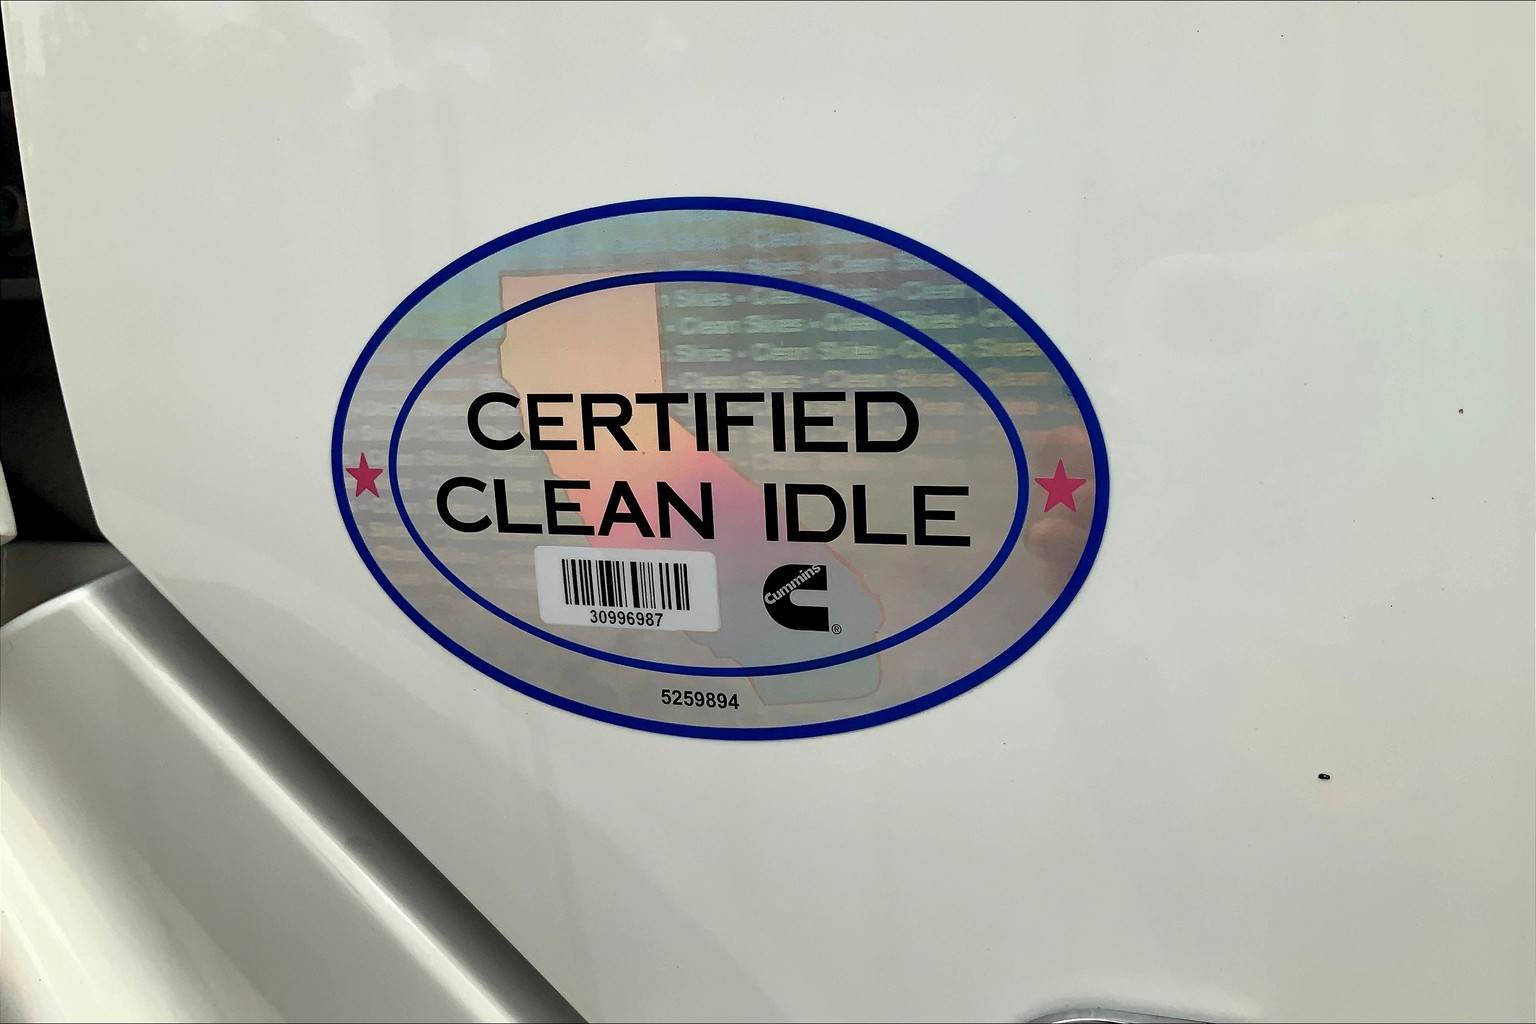 CERTIFIED
CLEAN IDLE
Cummins
®
30996987
5259894